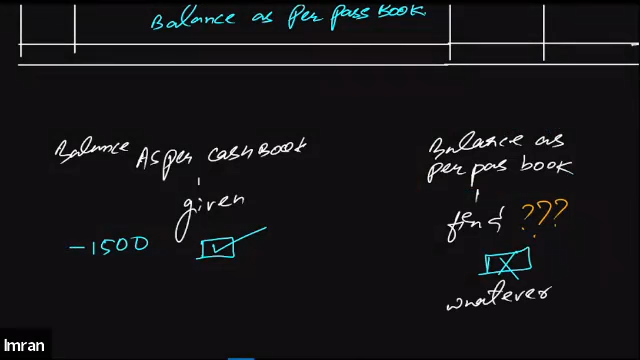 Balance as per pass Book
Balance As per cash Book
given
-1500
Balance as
per pas book
find ???
whatever
Imran